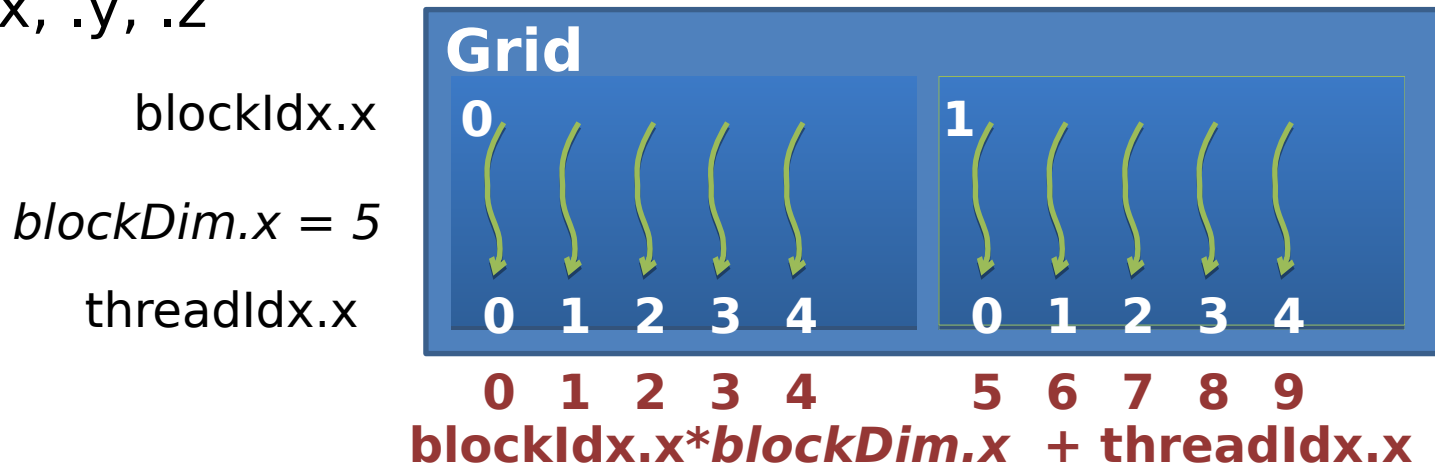 x, .y, .z
Grid
blockIdx.x
0 1
blockDim.x = 5
threadIdx.x
0 1 2 3 4 0 1 2 3 4
0 1 2 3 4 5 6 7 8 9
blockIdx.x*blockDim.x + threadIdx.x